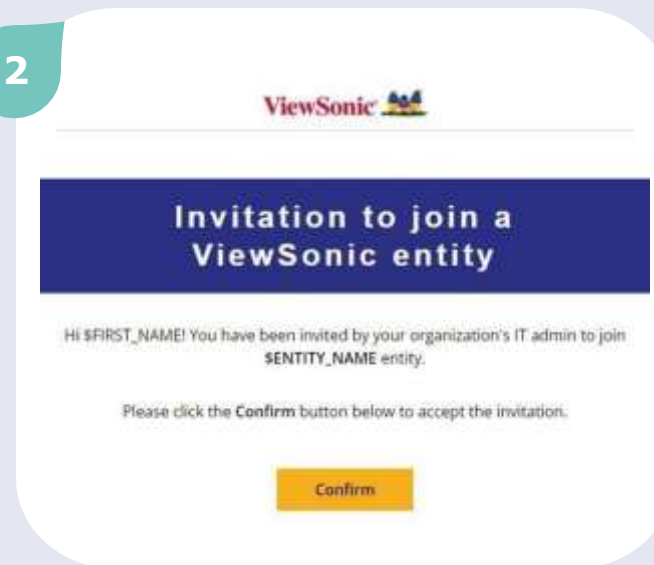 2
ViewSonic
Invitation to join a
ViewSonic entity
Hi $FIRST_NAME! You have been invited by your organization's IT admin to join
$ENTITY_NAME entity.
Please click the Confirm button below to accept the invitation.
Confirm